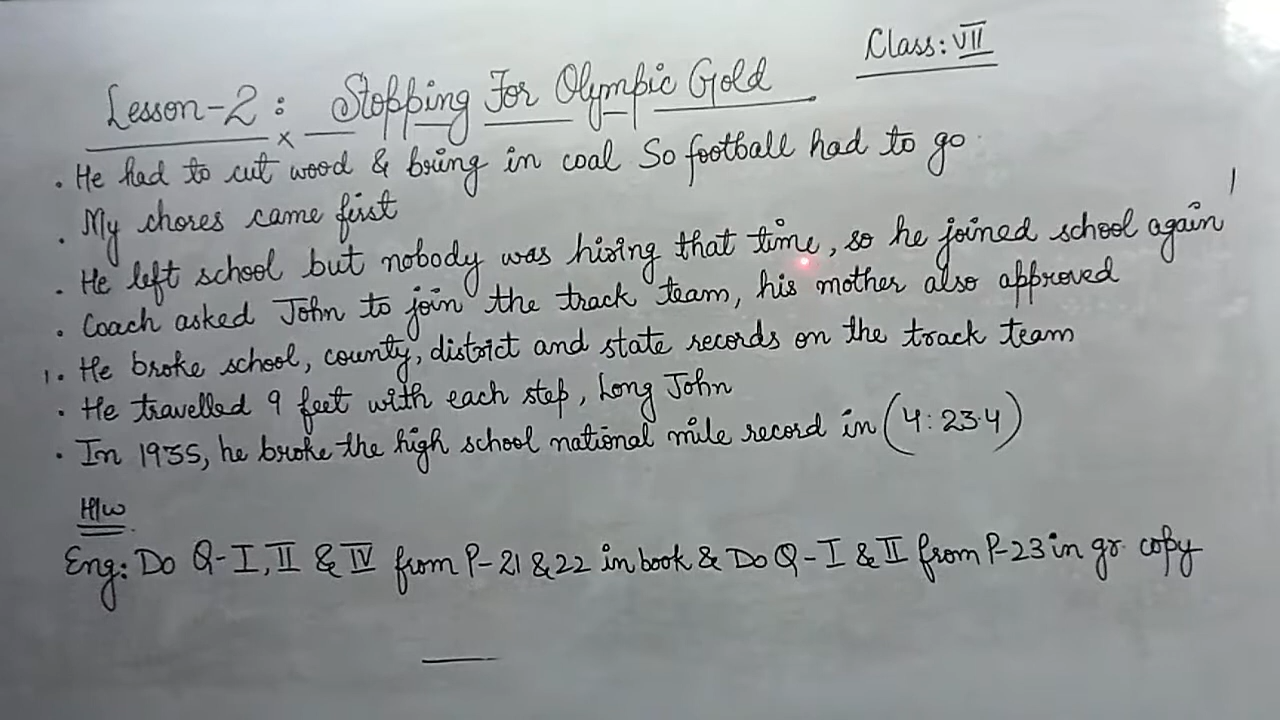 Class: VII
Lesson-2: Stopping For Olympic Gold
. He had to cut wood & bring in coal So football had to go.
. My chores came first
. He left school but nobody was hiring that time, so he joined school again
. Coach asked John to join the track team, his mother also approved
1. He broke school, county, district and state records on the track team
. He travelled 9 feet with each step, Long John
. In 1935, he broke the high school national mile record in (4:23.4)
H/w
Eng: Do Q-I, II & IV from P-21 & 22 in book & Do Q-I & II from P-23 in gr. copy